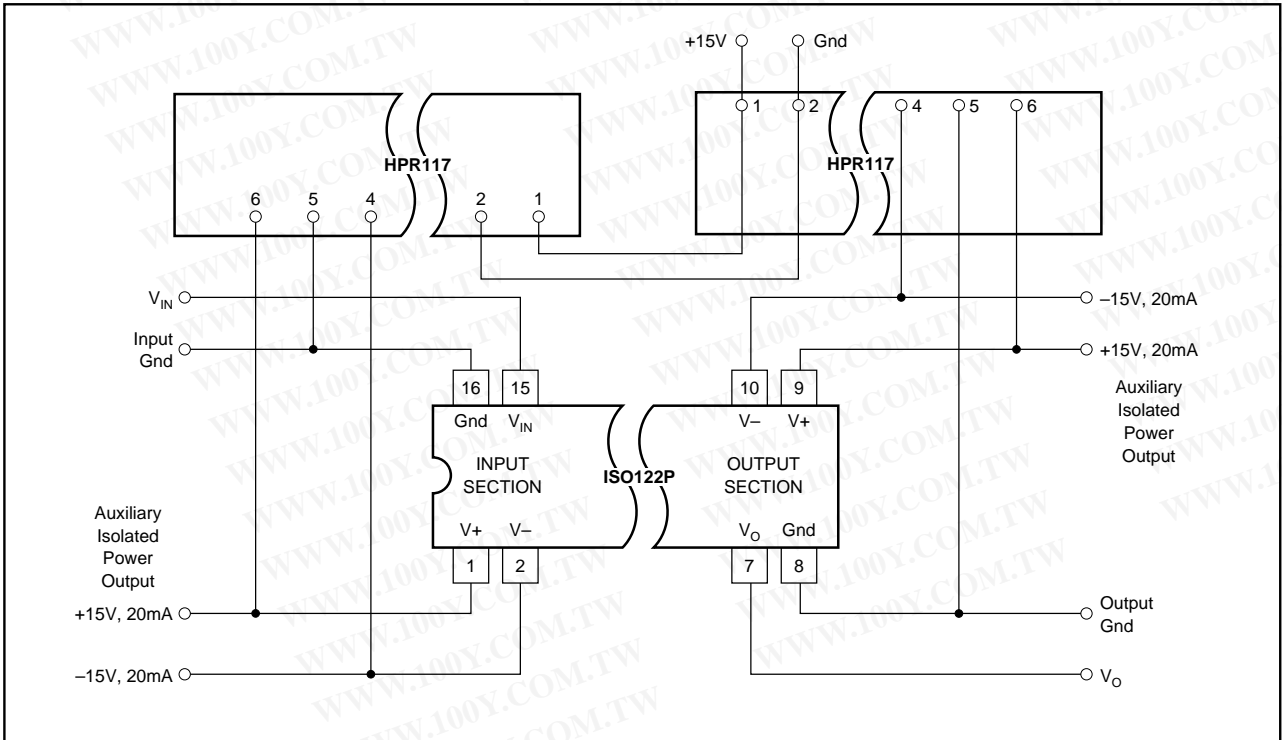 +15V Gnd
1 2 4 5 6
HPR117 HPR117
6 5 4 2 1
V_IN
–15V, 20mA
Input
Gnd
+15V, 20mA
16 15 10 9
Gnd V_IN V– V+
Auxiliary
Isolated
Power
Output
INPUT
SECTION
ISO122P
OUTPUT
SECTION
Auxiliary
Isolated
Power
Output
V+ V– V_O Gnd
1 2 7 8
+15V, 20mA
Output
Gnd
–15V, 20mA
V_O
WWW.100Y.COM.TW